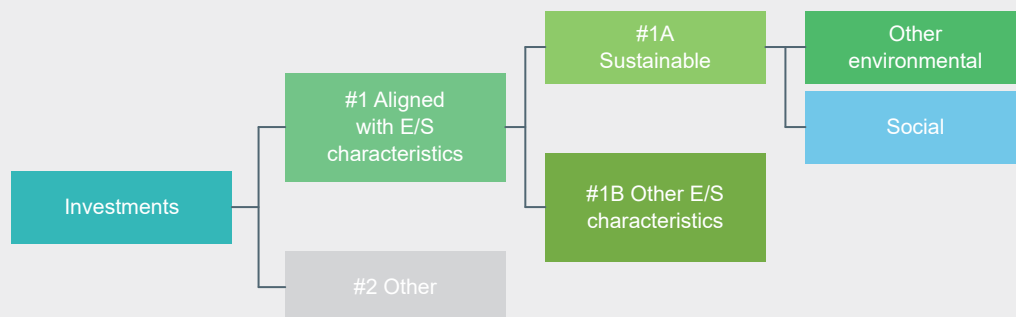 Investments
#1 Aligned
with E/S
characteristics
#2 Other
#1A
Sustainable
#1B Other E/S
characteristics
Other
environmental
Social